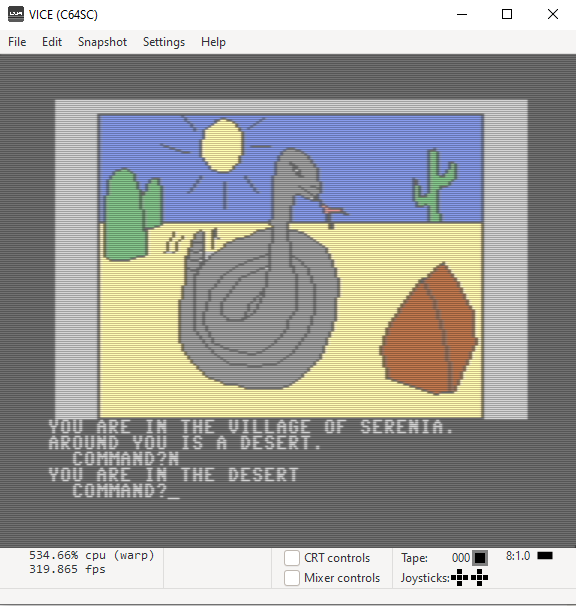 VICE (C64SC)
File Edit Snapshot Settings Help
YOU ARE IN THE VILLAGE OF SERENIA.
AROUND YOU IS A DESERT.
COMMAND?N
YOU ARE IN THE DESERT
COMMAND?_
534.66% cpu (warp)
319.865 fps
CRT controls
Mixer controls
Tape: 000
Joysticks:
8:1.0